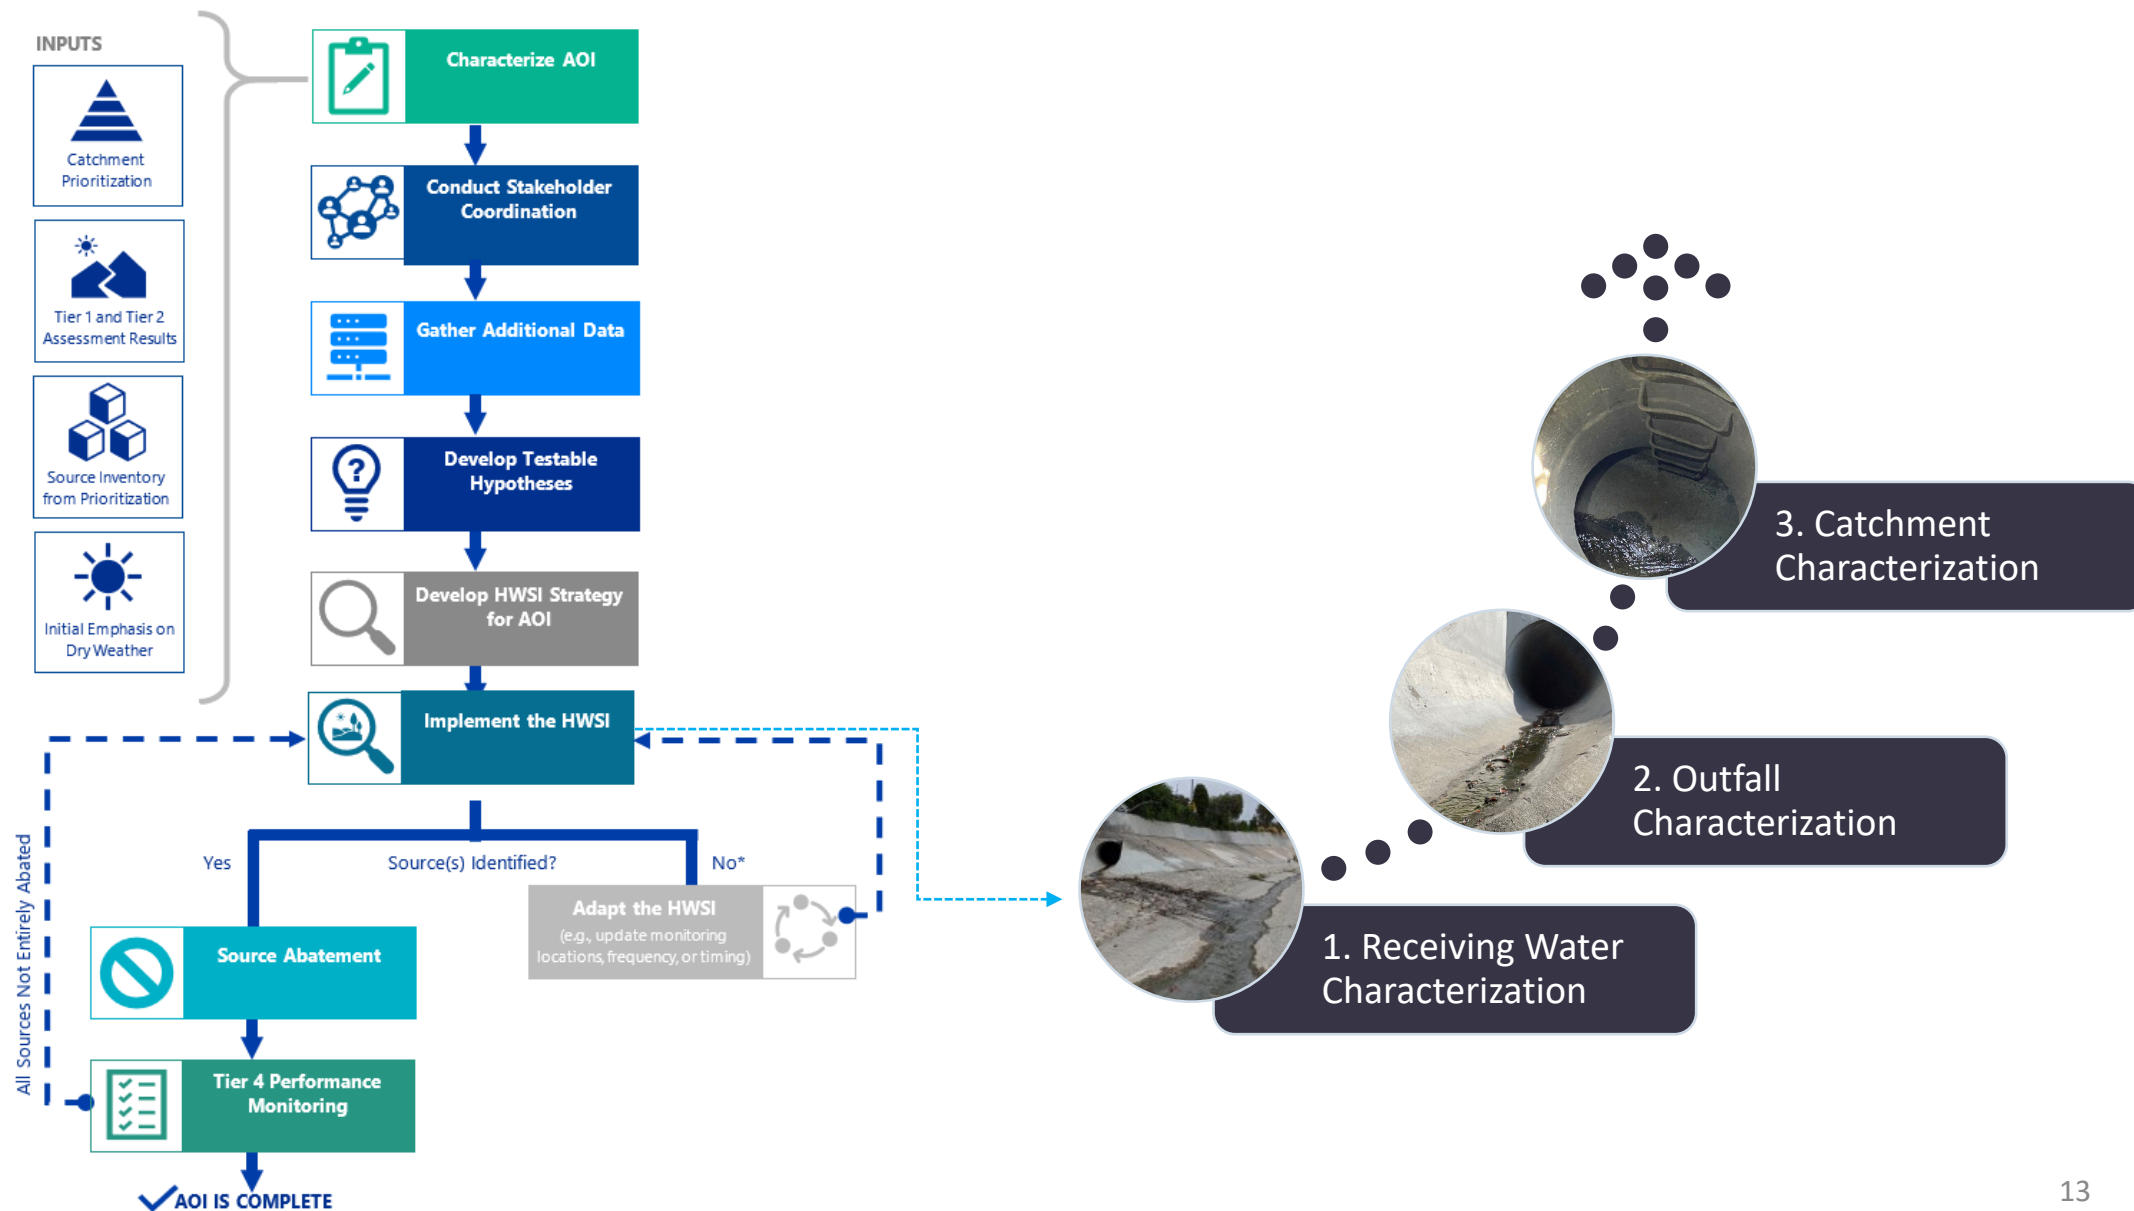 INPUTS
Catchment
Prioritization
Tier 1 and Tier 2
Assessment Results
Source Inventory
from Prioritization
Initial Emphasis on
Dry Weather
Characterize AOI
Conduct Stakeholder
Coordination
Gather Additional Data
?
Develop Testable
Hypotheses
Develop HWSI Strategy
for AOI
Implement the HWSI
Yes
Source(s) Identified?
No*
Adapt the HWSI
(e.g., update monitoring
locations, frequency, or timing)
Source Abatement
Tier 4 Performance
Monitoring
All Sources Not Entirely Abated
AOI IS COMPLETE
3. Catchment
Characterization
2. Outfall
Characterization
1. Receiving Water
Characterization
13